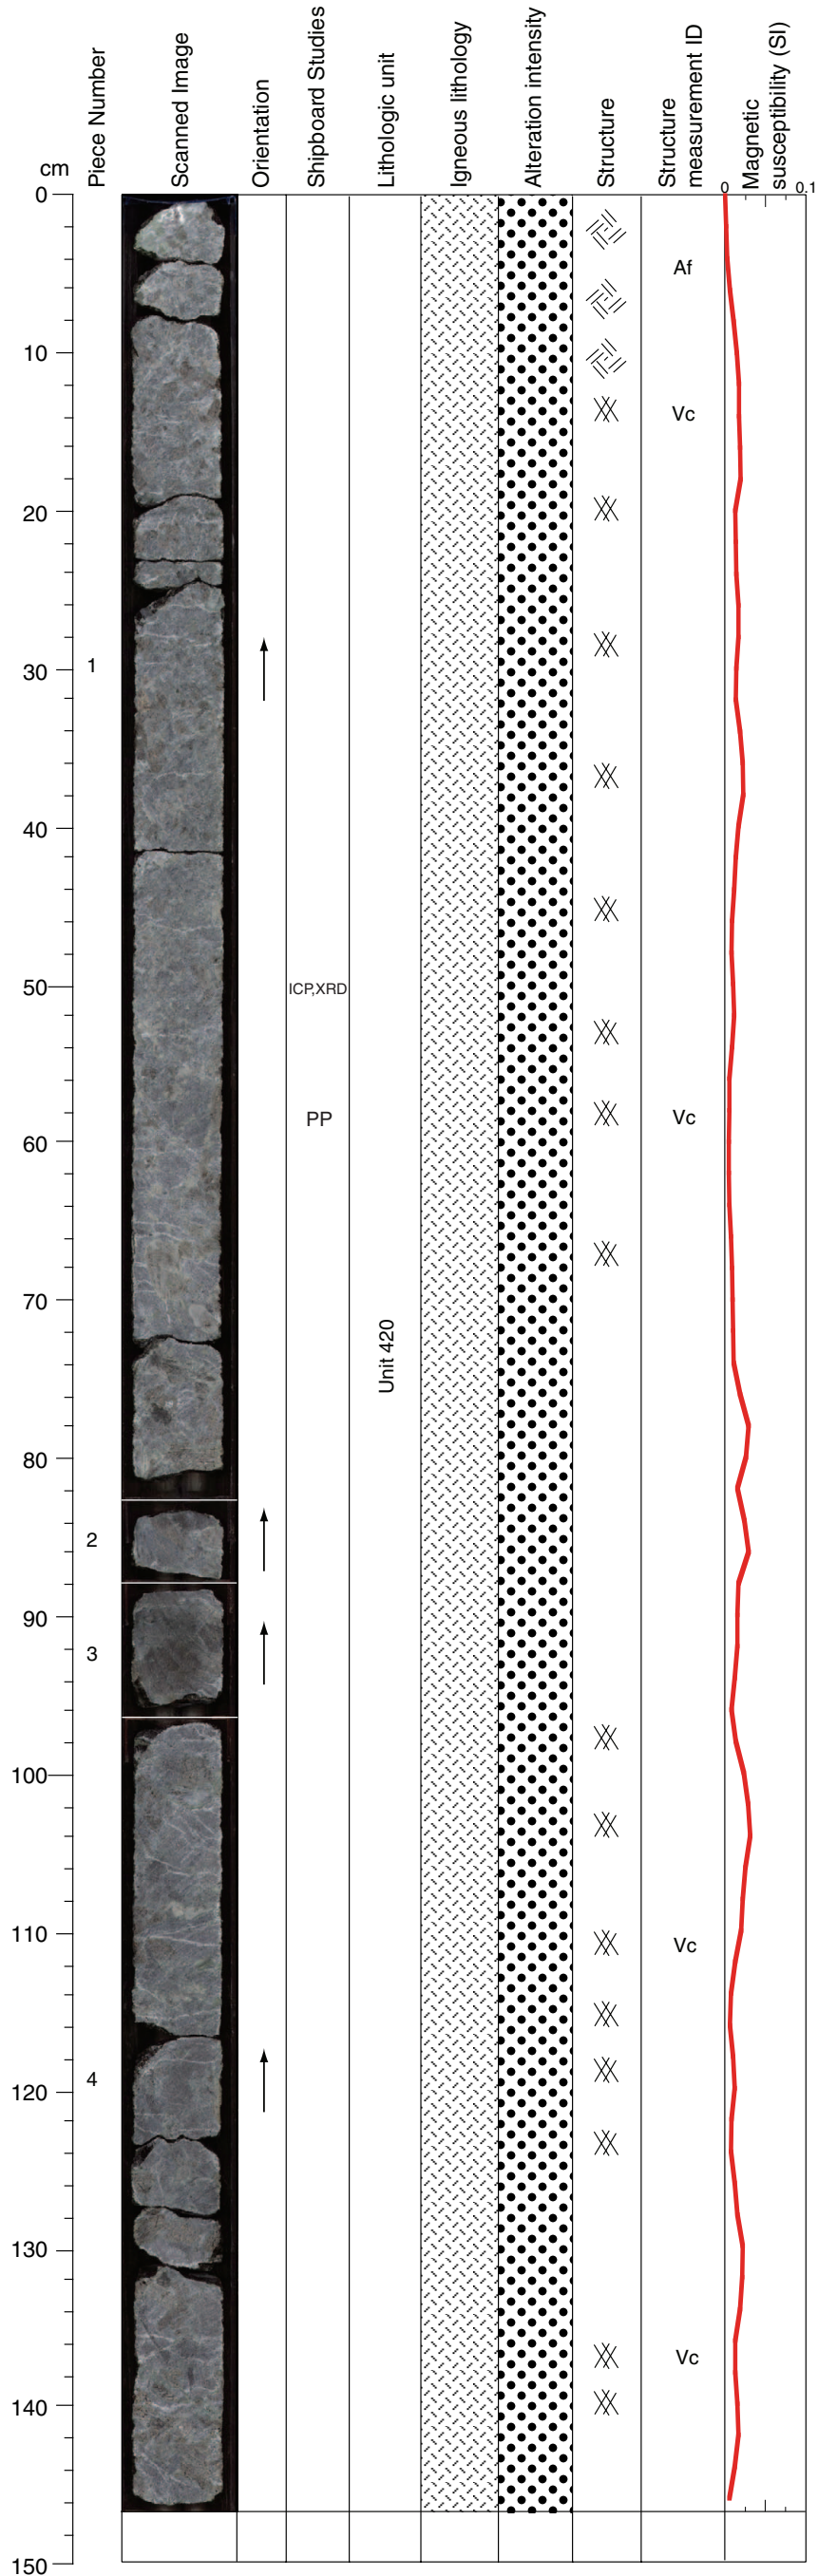 cm
Piece Number
Scanned Image
Orientation
Shipboard Studies
Lithologic unit
Igneous lithology
Alteration intensity
Structure
Structure
measurement ID
Magnetic
susceptibility (SI)
0
0
0.1
Af
10
Vc
20
1
30
40
50
ICP,XRD
PP
Vc
60
70
Unit 420
80
2
90
3
100
110
Vc
4
120
130
Vc
140
150